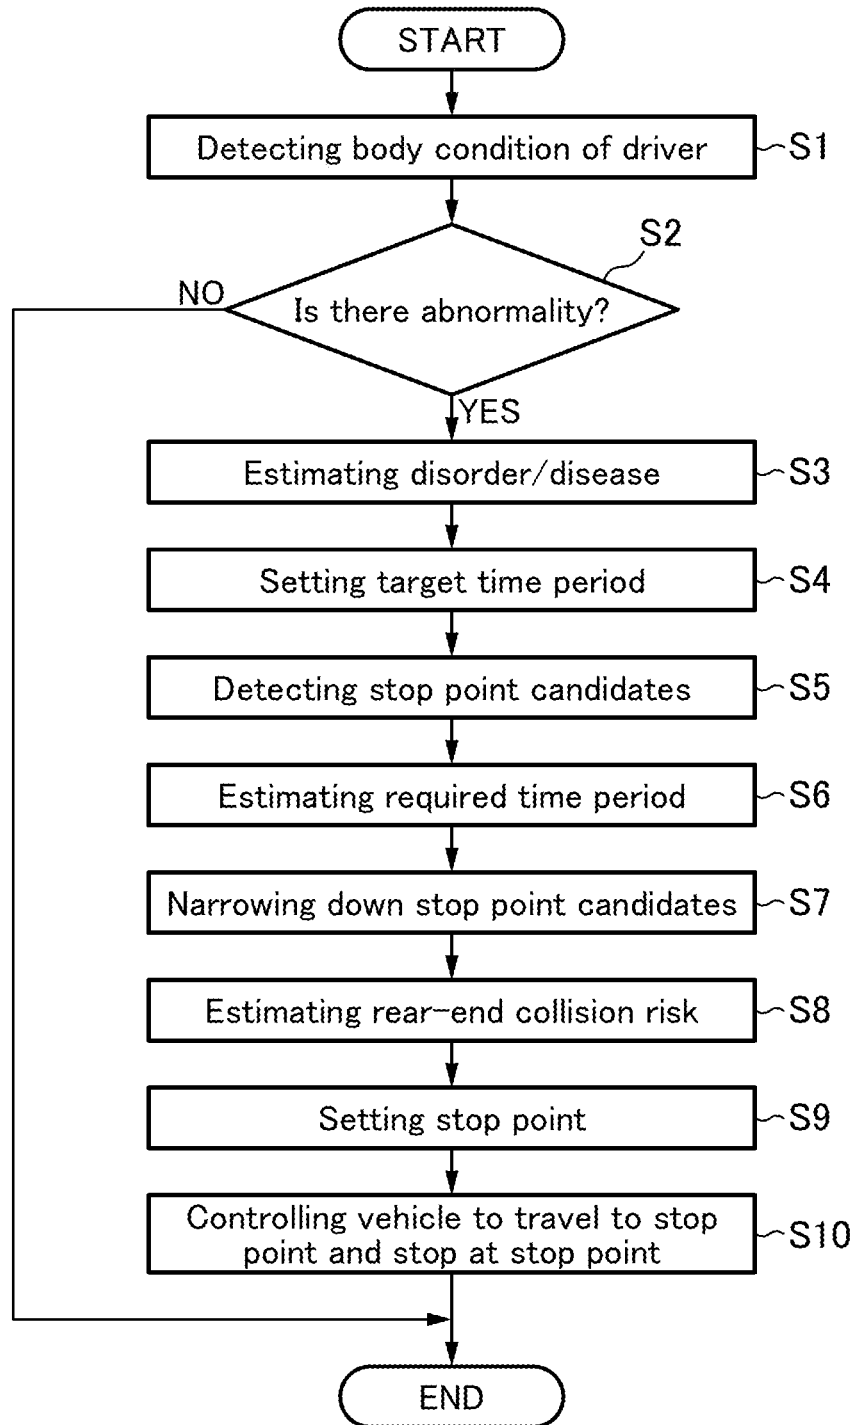 START
Detecting body condition of driver
S1
S2
NO
Is there abnormality?
YES
Estimating disorder/disease
S3
Setting target time period
S4
Detecting stop point candidates
S5
Estimating required time period
S6
Narrowing down stop point candidates
S7
Estimating rear-end collision risk
S8
Setting stop point
S9
Controlling vehicle to travel to stop
point and stop at stop point
S10
END